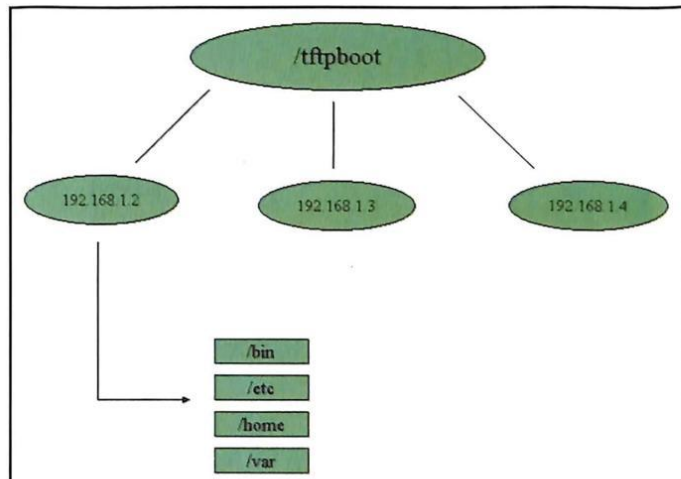 /tftpboot
192.168.1.2
192.168.1.3
192.168.1.4
/bin
/etc
/home
/var